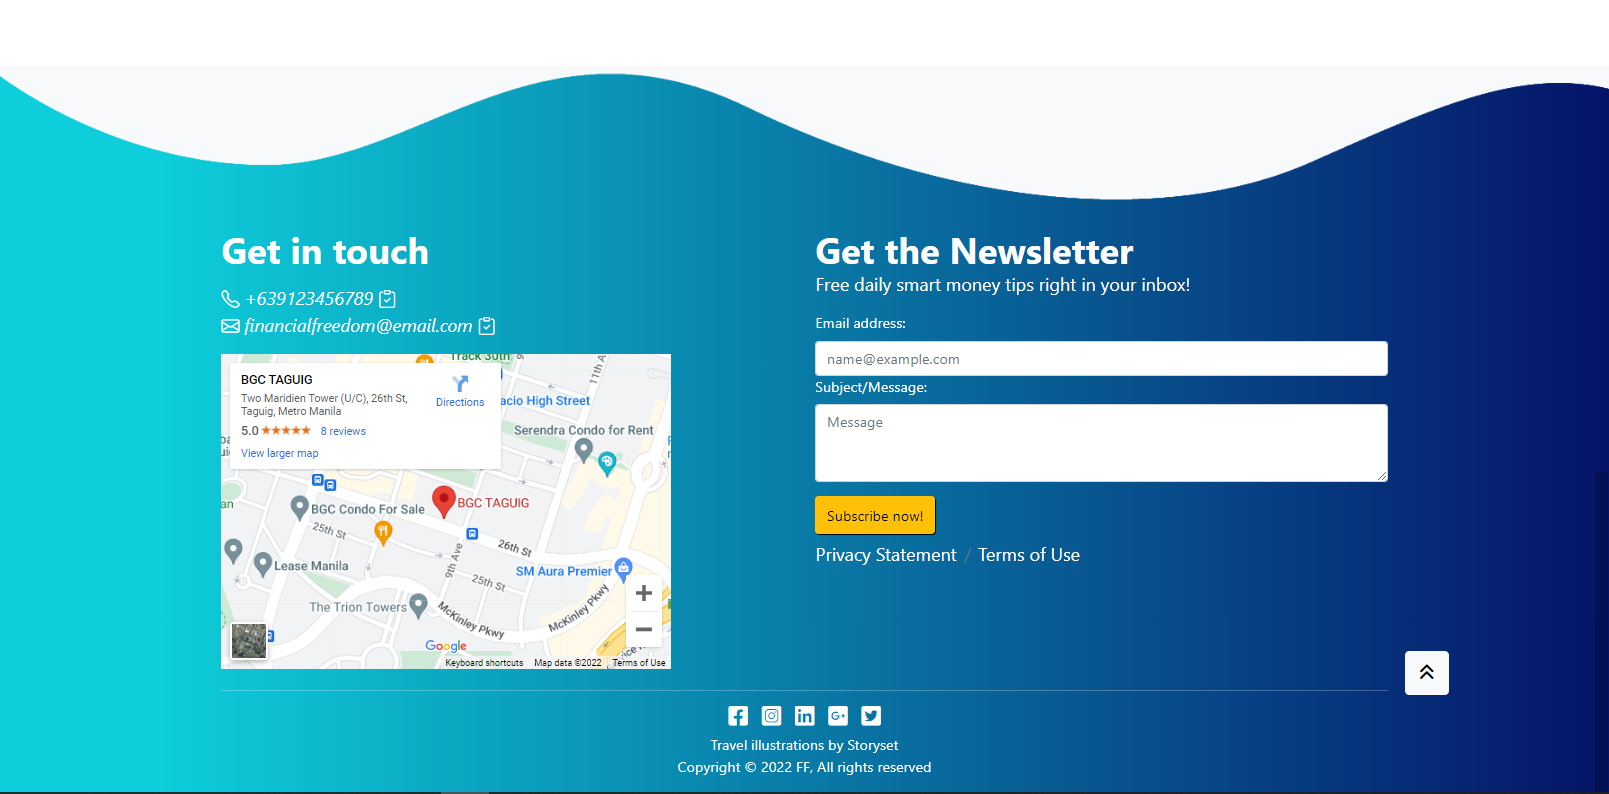 Get in touch
+639123456789
financialfreedom@email.com
Track 30th
11th Ave
BGC TAGUIG
Two Maridien Tower (U/C), 26th St,
Taguig, Metro Manila
5.0
8 reviews
View larger map
Directions
acio High Street
Serendra Condo for Rent
BGC TAGUIG
BGC Condo For Sale
25th St
26th St
9th Ave
Lease Manila
SM Aura Premier
25th St
The Trion Towers
McKinley Pkwy
McKinley Pkwy
Google
Keyboard shortcuts
Map data ©2022
Terms of Use
Get the Newsletter
Free daily smart money tips right in your inbox!
Email address:
name@example.com
Subject/Message:
Message
Subscribe now!
Privacy Statement / Terms of Use
Travel illustrations by Storyset
Copyright © 2022 FF, All rights reserved